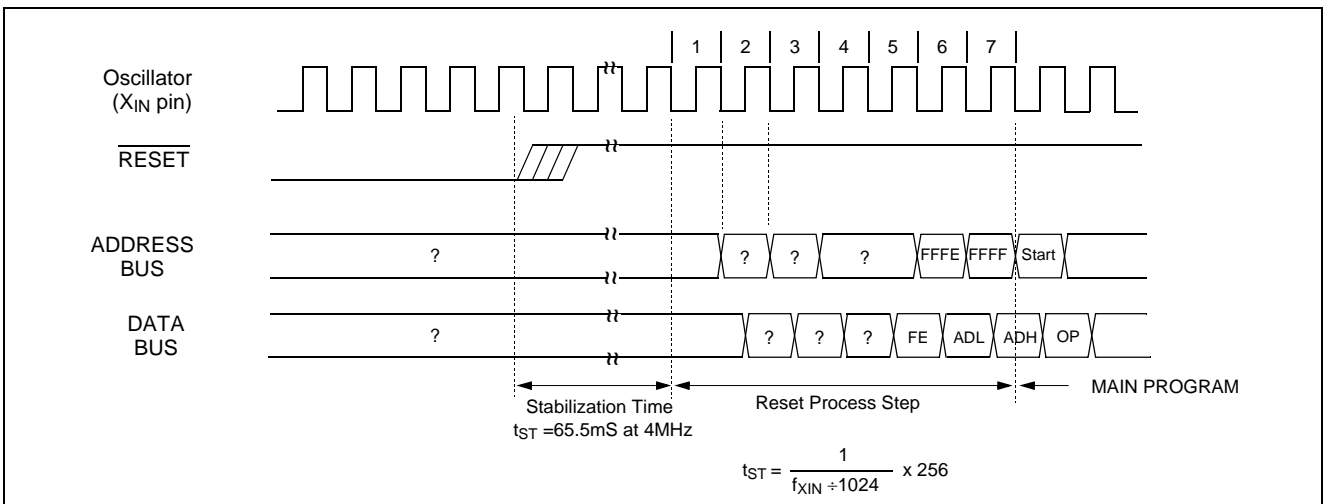 1 2 3 4 5 6 7
Oscillator
(XIN pin)
RESET
ADDRESS
BUS
? ? ? ? FFFE FFFF Start
DATA
BUS
? ? ? ? FE ADL ADH OP
Stabilization Time
tST =65.5mS at 4MHz
Reset Process Step
MAIN PROGRAM
tST = 1 x 256
fXIN ÷1024